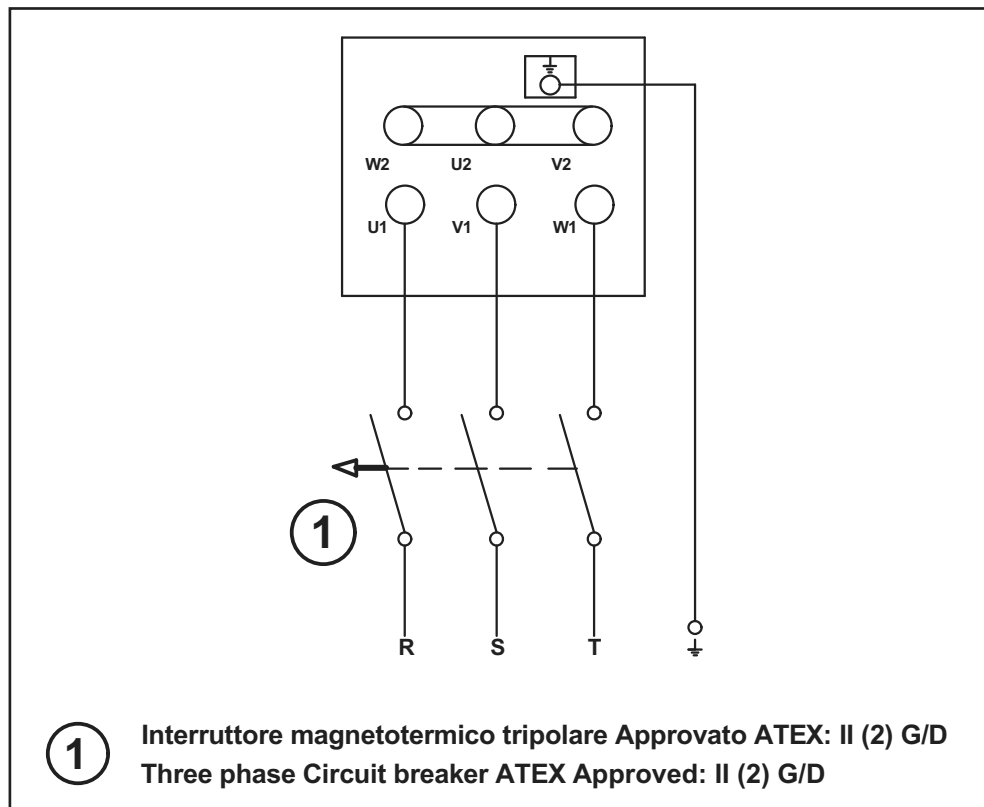 W2 U2 V2
U1 V1 W1
1
R S T
1
Interruttore magnetotermico tripolare Approvato ATEX: II (2) G/D
Three phase Circuit breaker ATEX Approved: II (2) G/D